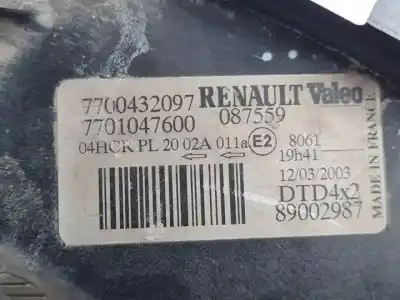 7700432097 RENAULT Valeo
7701047600 087559
04HCR PL 20 02A 011a E2 8061
19h41
12/03/2003
DTD4x2
89002987
MADE IN FRANCE